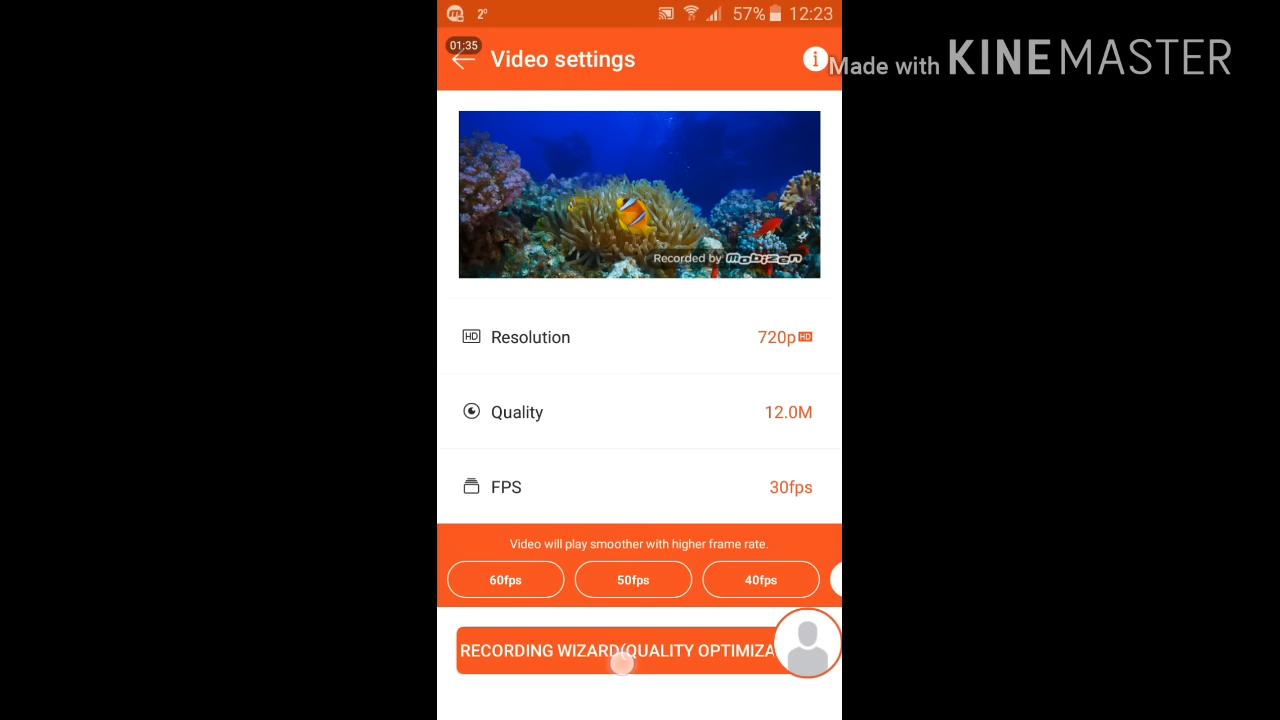 2°
57%
12:23
01:35
Video settings
i
Made with KINEMASTER
Recorded by Mobizen
HD
Resolution
720p HD
Quality
12.0M
FPS
30fps
Video will play smoother with higher frame rate.
60fps
50fps
40fps
RECORDING WIZARD(QUALITY OPTIMIZA